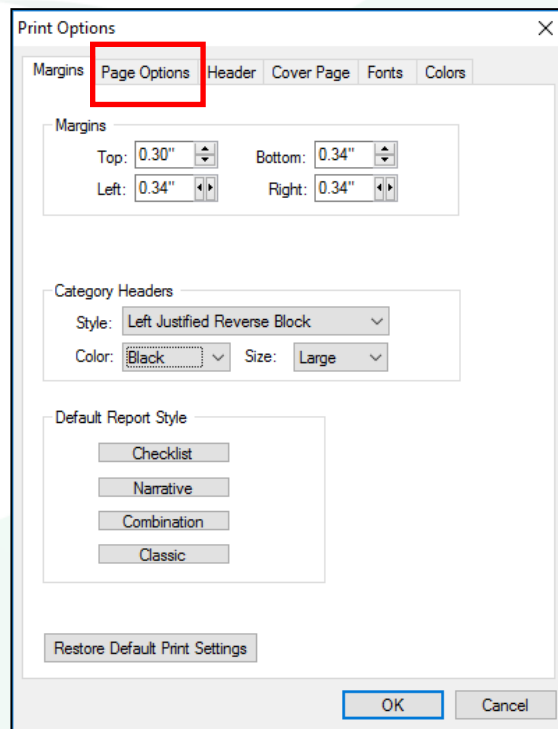 Print Options
Margins Page Options Header Cover Page Fonts Colors
Margins
Top: 0.30" Bottom: 0.34"
Left: 0.34" Right: 0.34"
Category Headers
Style: Left Justified Reverse Block
Color: Black Size: Large
Default Report Style
Checklist
Narrative
Combination
Classic
Restore Default Print Settings
OK Cancel